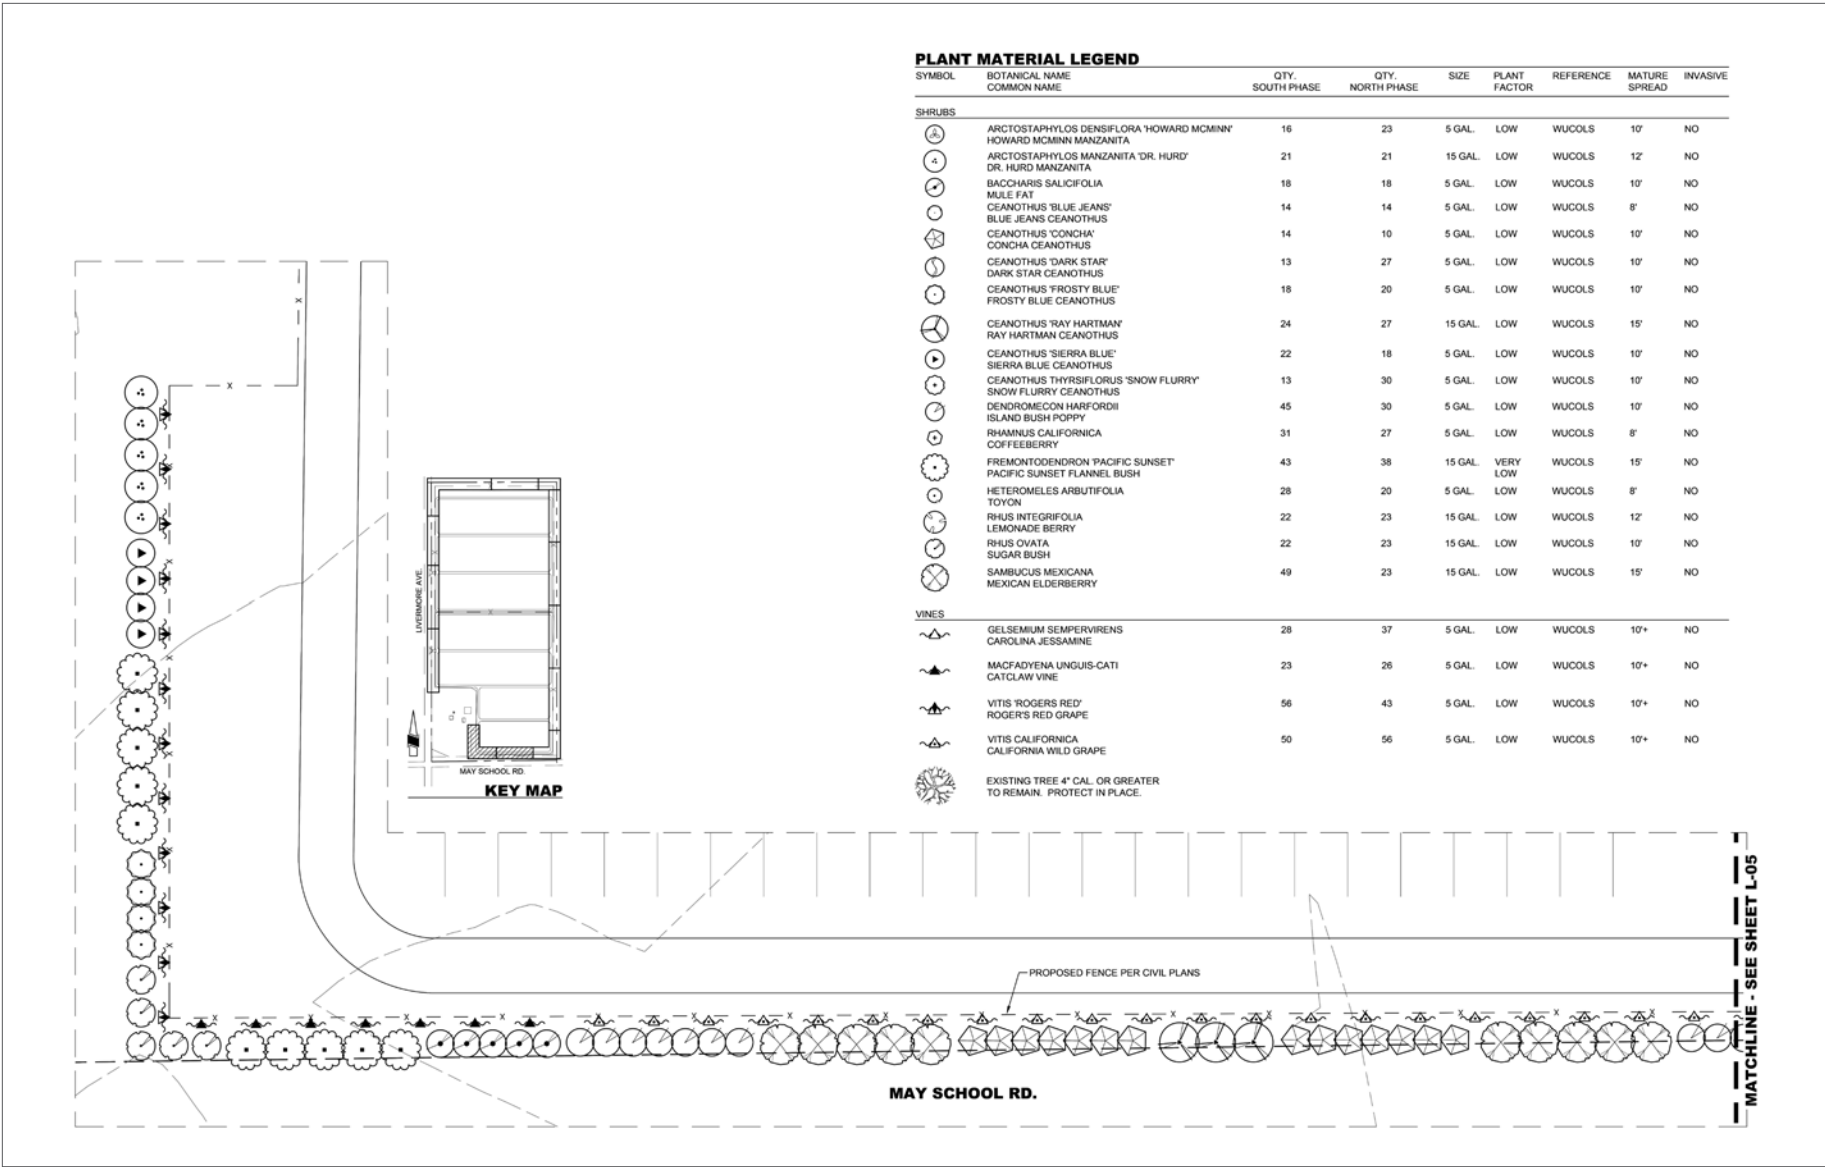 PLANT MATERIAL LEGEND
SYMBOL BOTANICAL NAME QTY. QTY. SIZE PLANT REFERENCE MATURE INVASIVE
COMMON NAME SOUTH PHASE NORTH PHASE FACTOR SPREAD
SHRUBS
ARCTOSTAPHYLOS DENSIFLORA 'HOWARD MCMINN' 16 23 5 GAL. LOW WUCOLS 10' NO
HOWARD MCMINN MANZANITA
ARCTOSTAPHYLOS MANZANITA 'DR. HURD' 21 21 15 GAL. LOW WUCOLS 12' NO
DR. HURD MANZANITA
BACCHARIS SALICIFOLIA 18 18 5 GAL. LOW WUCOLS 10' NO
MULE FAT
CEANOTHUS 'BLUE JEANS' 14 14 5 GAL. LOW WUCOLS 8' NO
BLUE JEANS CEANOTHUS
CEANOTHUS 'CONCHA' 14 10 5 GAL. LOW WUCOLS 10' NO
CONCHA CEANOTHUS
CEANOTHUS 'DARK STAR' 13 27 5 GAL. LOW WUCOLS 10' NO
DARK STAR CEANOTHUS
CEANOTHUS 'FROSTY BLUE' 18 20 5 GAL. LOW WUCOLS 10' NO
FROSTY BLUE CEANOTHUS
CEANOTHUS 'RAY HARTMAN' 24 27 15 GAL. LOW WUCOLS 15' NO
RAY HARTMAN CEANOTHUS
CEANOTHUS 'SIERRA BLUE' 22 18 5 GAL. LOW WUCOLS 10' NO
SIERRA BLUE CEANOTHUS
CEANOTHUS THYRSIFLORUS 'SNOW FLURRY' 13 30 5 GAL. LOW WUCOLS 10' NO
SNOW FLURRY CEANOTHUS
DENDROMECON HARFORDII 45 30 5 GAL. LOW WUCOLS 10' NO
ISLAND BUSH POPPY
RHAMNUS CALIFORNICA 31 27 5 GAL. LOW WUCOLS 8' NO
COFFEEBERRY
FREMONTODENDRON 'PACIFIC SUNSET' 43 38 15 GAL. VERY WUCOLS 15' NO
PACIFIC SUNSET FLANNEL BUSH LOW
HETEROMELES ARBUTIFOLIA 28 20 5 GAL. LOW WUCOLS 8' NO
TOYON
RHUS INTEGRIFOLIA 22 23 15 GAL. LOW WUCOLS 12' NO
LEMONADE BERRY
RHUS OVATA 22 23 15 GAL. LOW WUCOLS 10' NO
SUGAR BUSH
SAMBUCUS MEXICANA 49 23 15 GAL. LOW WUCOLS 15' NO
MEXICAN ELDERBERRY
VINES
GELSEMIUM SEMPERVIRENS 28 37 5 GAL. LOW WUCOLS 10'+ NO
CAROLINA JESSAMINE
MACFADYENA UNGUIS-CATI 23 26 5 GAL. LOW WUCOLS 10'+ NO
CATCLAW VINE
VITIS 'ROGERS RED' 56 43 5 GAL. LOW WUCOLS 10'+ NO
ROGER'S RED GRAPE
VITIS CALIFORNICA 50 56 5 GAL. LOW WUCOLS 10'+ NO
CALIFORNIA WILD GRAPE
EXISTING TREE 4" CAL. OR GREATER
TO REMAIN. PROTECT IN PLACE.
LIVERMORE AVE.
MAY SCHOOL RD.
KEY MAP
PROPOSED FENCE PER CIVIL PLANS
MAY SCHOOL RD.
MATCHLINE - SEE SHEET L-05